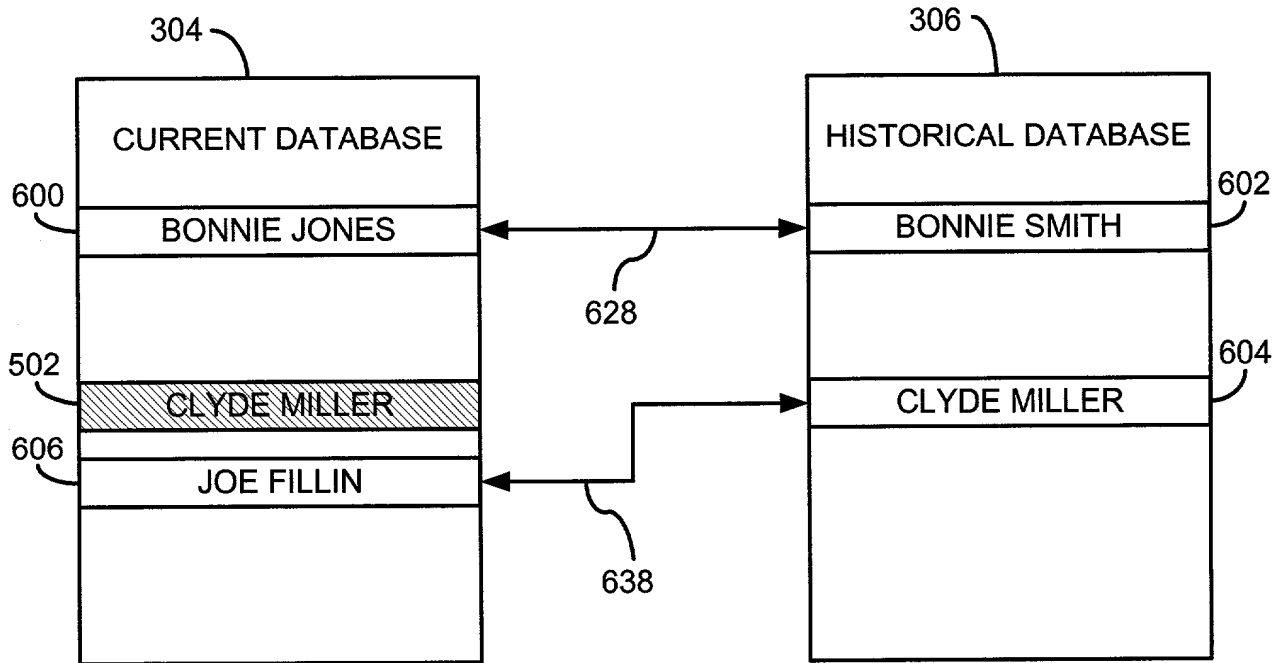 304
306
CURRENT DATABASE
HISTORICAL DATABASE
600
602
BONNIE JONES
BONNIE SMITH
628
502
604
CLYDE MILLER
CLYDE MILLER
606
JOE FILLIN
638